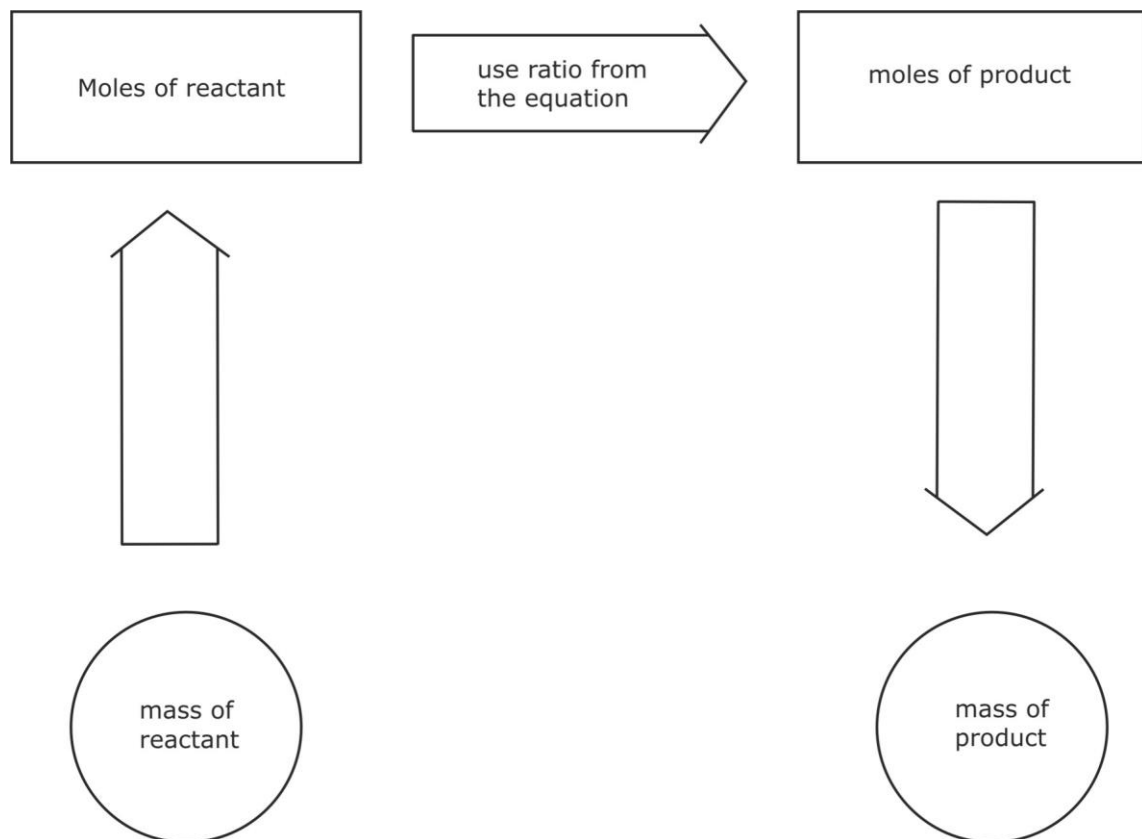 Moles of reactant
use ratio from
the equation
moles of product
mass of
reactant
mass of
product